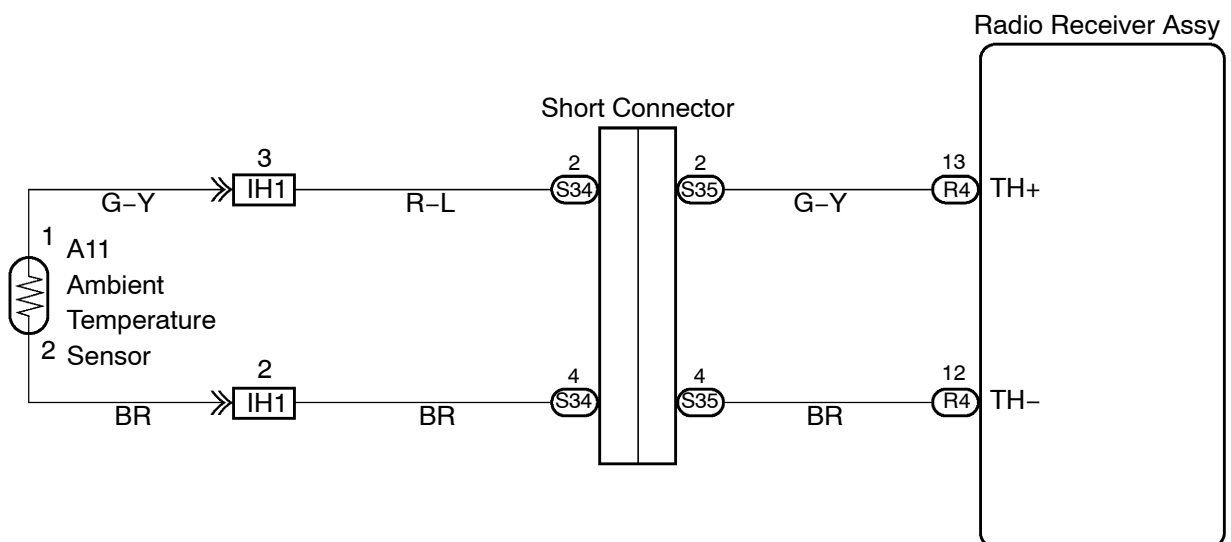 Radio Receiver Assy
Short Connector
3
2
2
13
IH1
S34
S35
R4
TH+
G−Y
R−L
G−Y
1
A11
Ambient
Temperature
2
Sensor
2
4
4
12
IH1
S34
S35
R4
TH−
BR
BR
BR